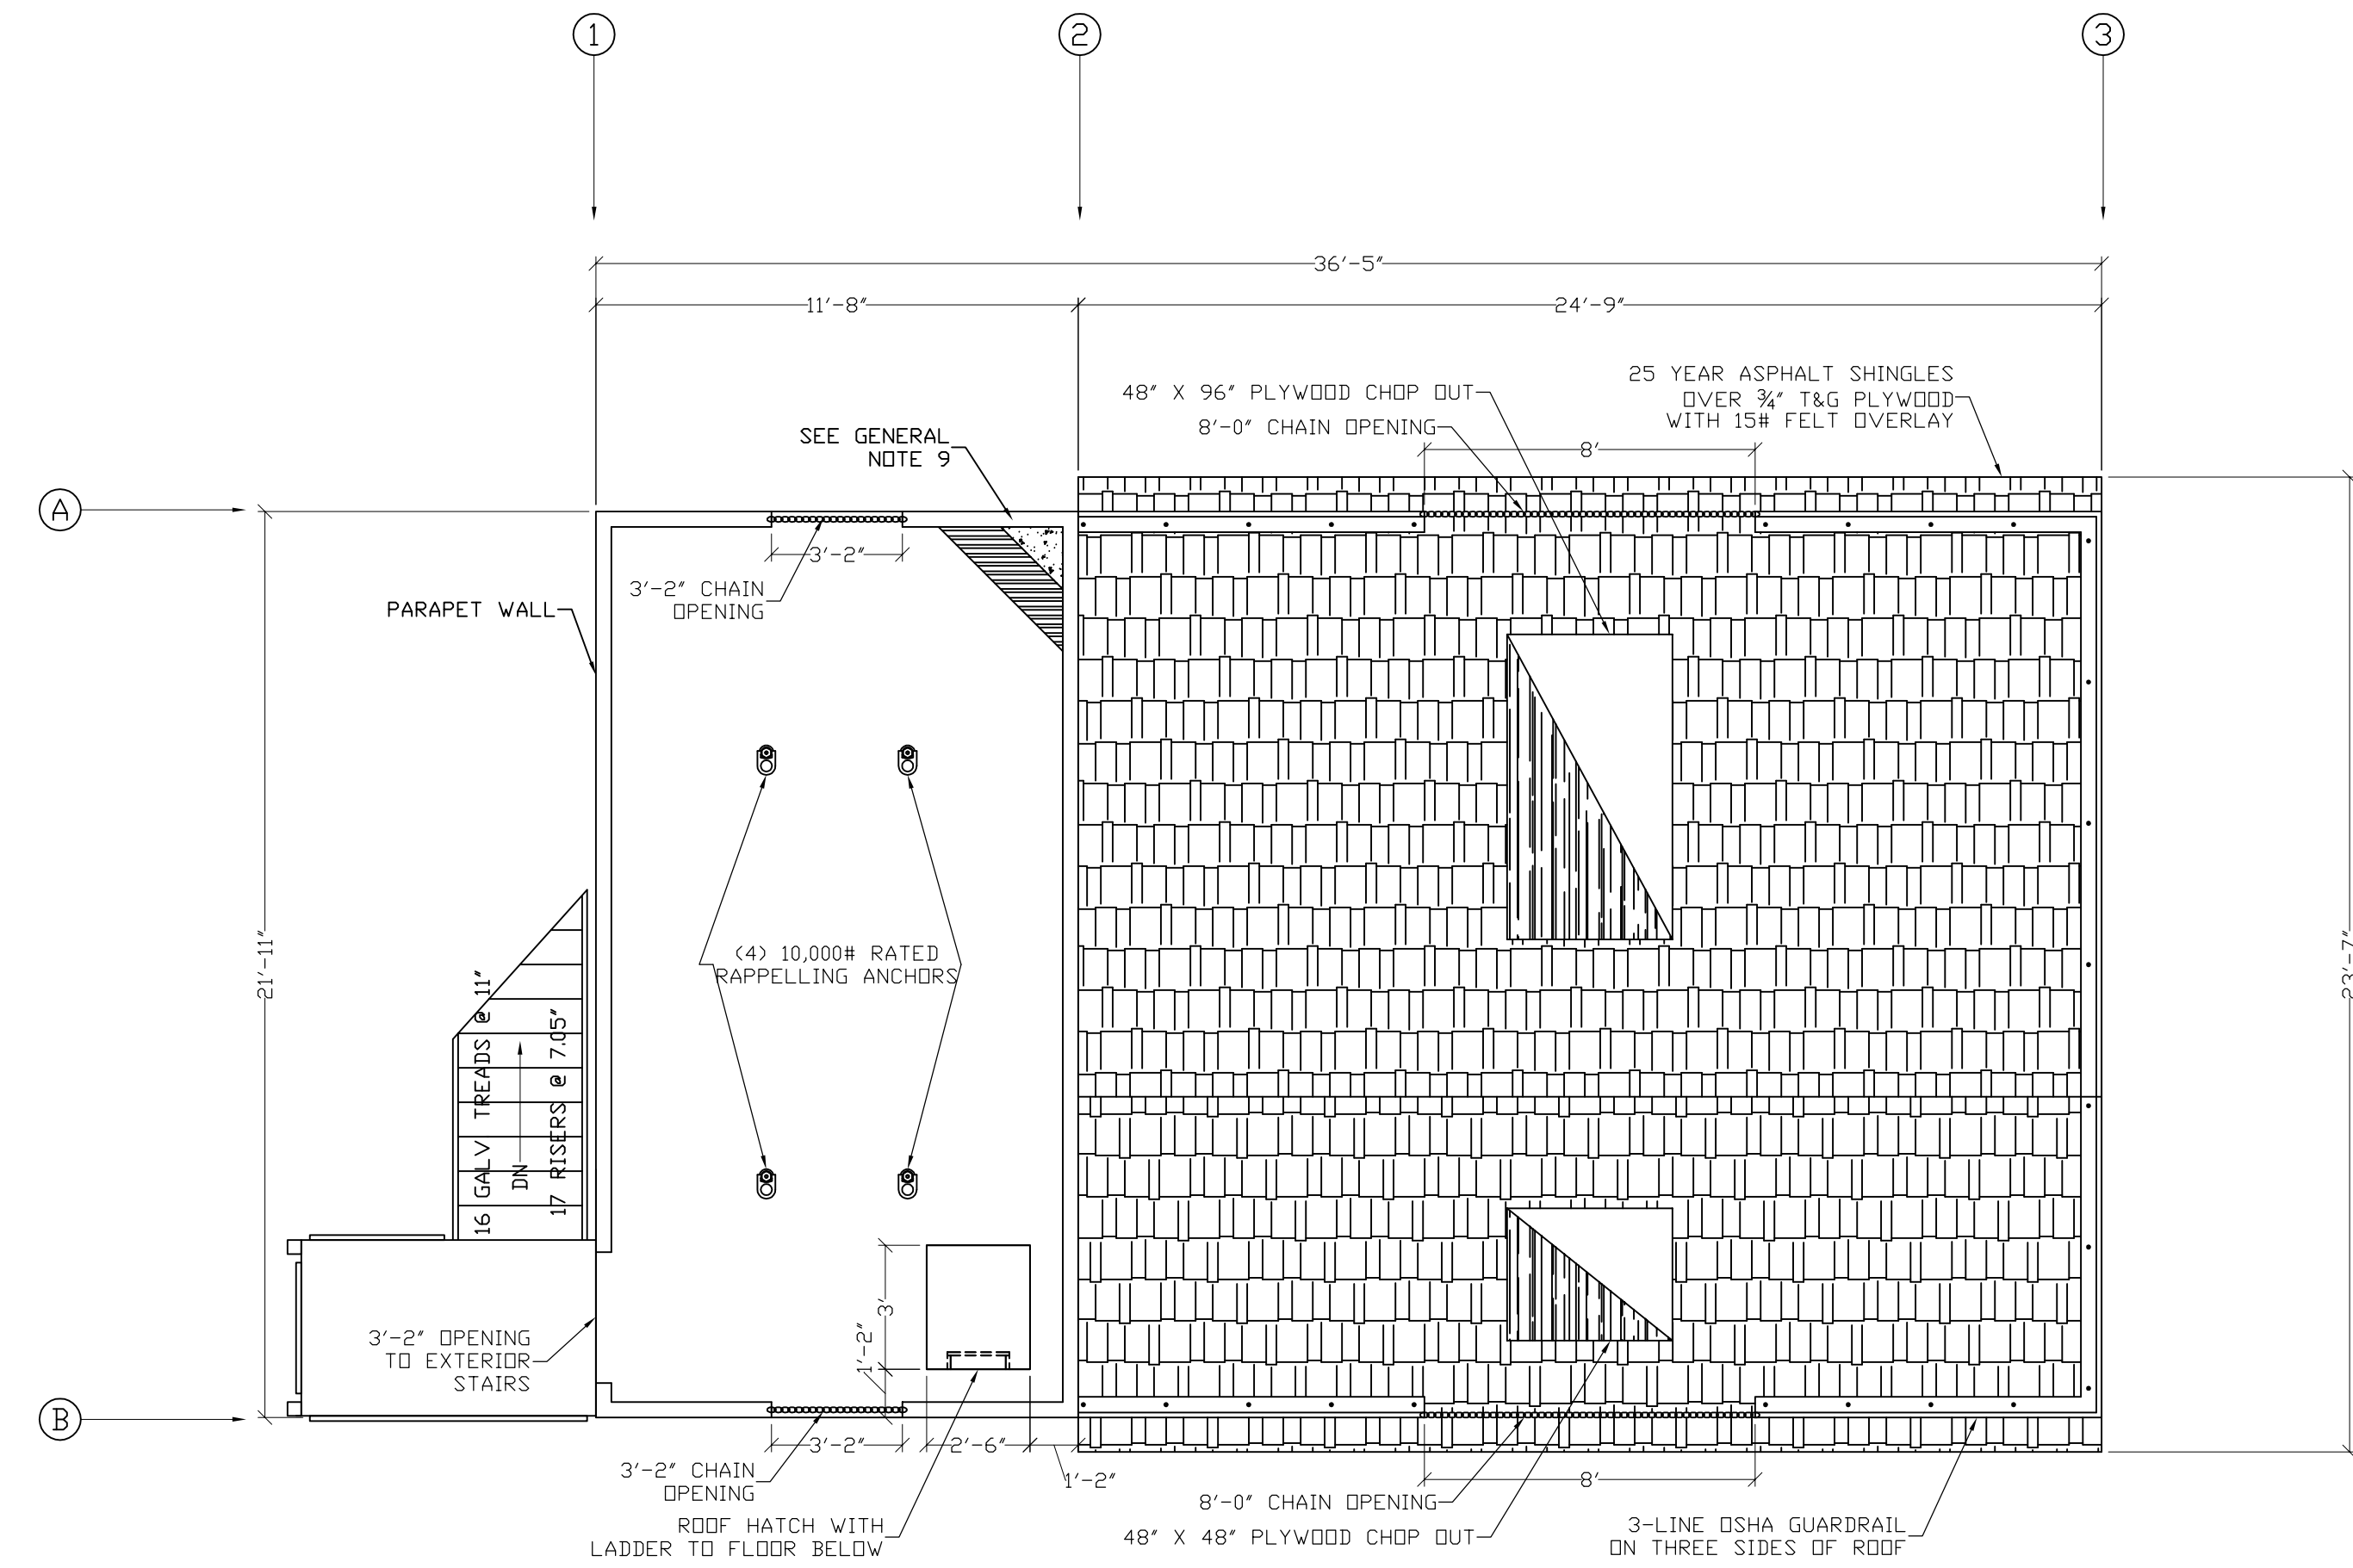 1
2
3
36'-5"
11'-8"
24'-9"
25 YEAR ASPHALT SHINGLES
OVER ¾" T&G PLYWOOD
WITH 15# FELT OVERLAY
48" X 96" PLYWOOD CHOP OUT
8'-0" CHAIN OPENING
8'
SEE GENERAL
NOTE 9
A
3'-2"
3'-2" CHAIN
OPENING
PARAPET WALL
21'-11"
23'-7"
(4) 10,000# RATED
RAPPELLING ANCHORS
16 GALV TREADS @ 11"
DN
17 RISERS @ 7.05"
3'
1'-2"
3'-2" OPENING
TO EXTERIOR
STAIRS
B
3'-2"
2'-6"
1'-2"
3'-2" CHAIN
OPENING
ROOF HATCH WITH
LADDER TO FLOOR BELOW
8'
8'-0" CHAIN OPENING
48" X 48" PLYWOOD CHOP OUT
3-LINE OSHA GUARDRAIL
ON THREE SIDES OF ROOF